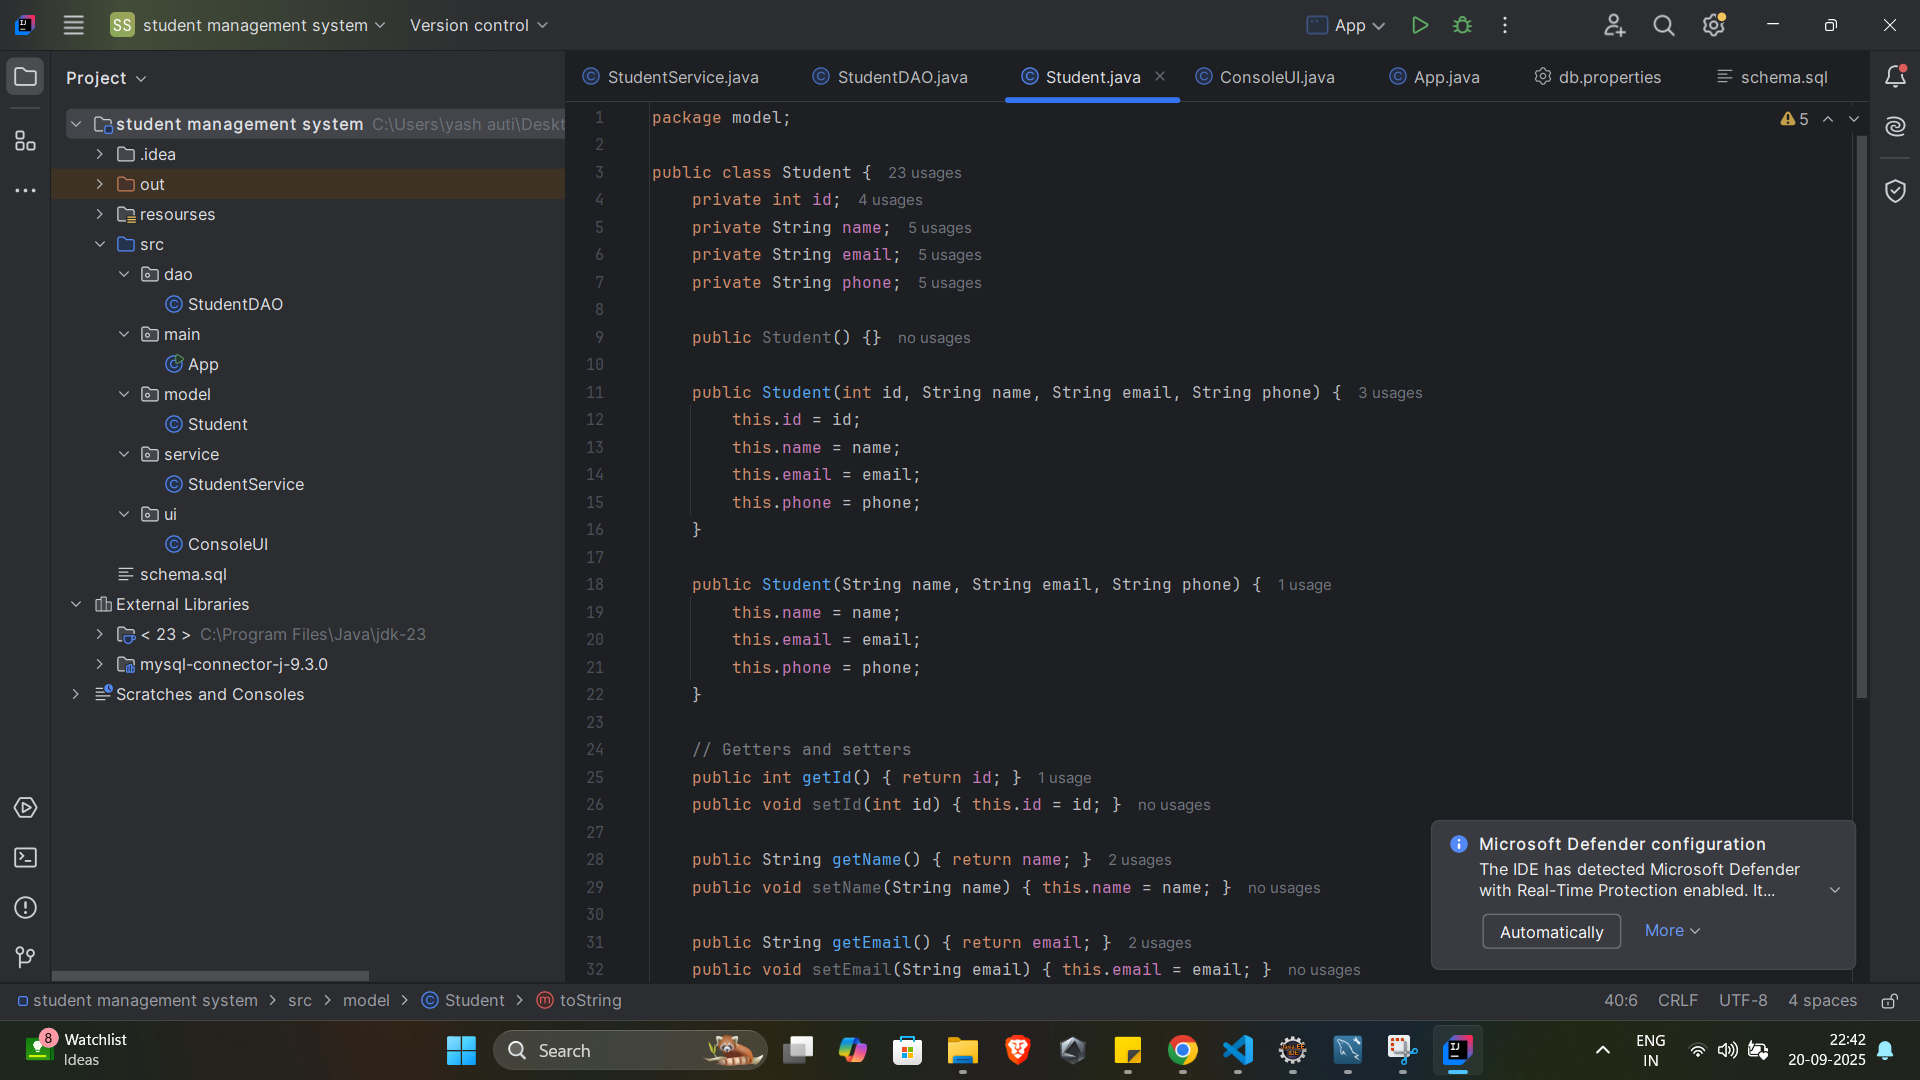 SS student management system
Version control
App
Project
StudentService.java
StudentDAO.java
Student.java
ConsoleUI.java
App.java
db.properties
schema.sql
student management system C:\Users\yash auti\Deskt
.idea
out
resourses
src
dao
StudentDAO
main
App
model
Student
service
StudentService
ui
ConsoleUI
schema.sql
External Libraries
< 23 > C:\Program Files\Java\jdk-23
mysql-connector-j-9.3.0
Scratches and Consoles
5
1 package model;
2
3 public class Student { 23 usages
4 private int id; 4 usages
5 private String name; 5 usages
6 private String email; 5 usages
7 private String phone; 5 usages
8
9 public Student() {} no usages
10
11 public Student(int id, String name, String email, String phone) { 3 usages
12 this.id = id;
13 this.name = name;
14 this.email = email;
15 this.phone = phone;
16 }
17
18 public Student(String name, String email, String phone) { 1 usage
19 this.name = name;
20 this.email = email;
21 this.phone = phone;
22 }
23
24 // Getters and setters
25 public int getId() { return id; } 1 usage
26 public void setId(int id) { this.id = id; } no usages
27
28 public String getName() { return name; } 2 usages
29 public void setName(String name) { this.name = name; } no usages
30
31 public String getEmail() { return email; } 2 usages
32 public void setEmail(String email) { this.email = email; } no usages
Microsoft Defender configuration
The IDE has detected Microsoft Defender
with Real-Time Protection enabled. It...
Automatically
More
student management system > src > model > Student > toString
40:6 CRLF UTF-8 4 spaces
8
Watchlist
Ideas
Search
ENG
IN
22:42
20-09-2025